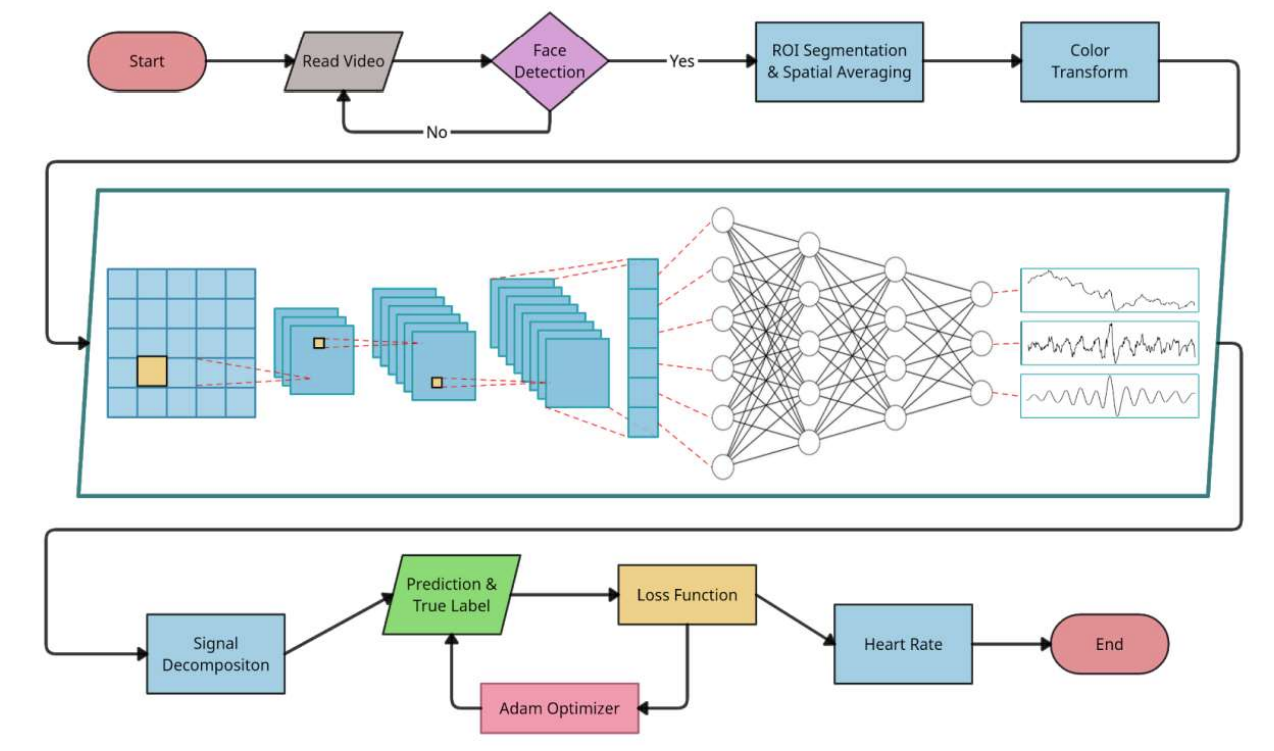 Start
Read Video
Face
Detection
Yes
No
ROI Segmentation
& Spatial Averaging
Color
Transform
Signal
Decompositon
Prediction &
True Label
Loss Function
Adam Optimizer
Heart Rate
End